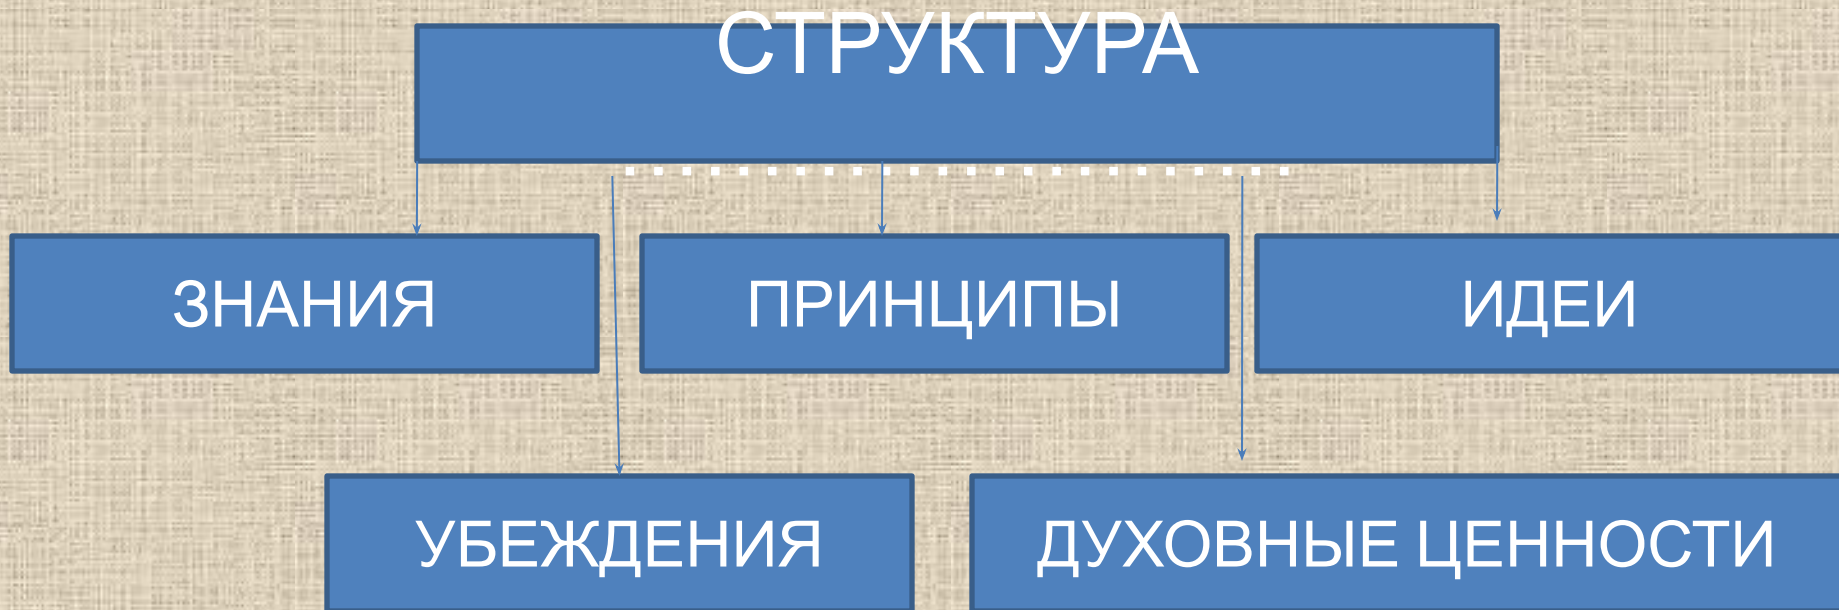 СТРУКТУРА
........................
ЗНАНИЯ
ПРИНЦИПЫ
ИДЕИ
УБЕЖДЕНИЯ
ДУХОВНЫЕ ЦЕННОСТИ